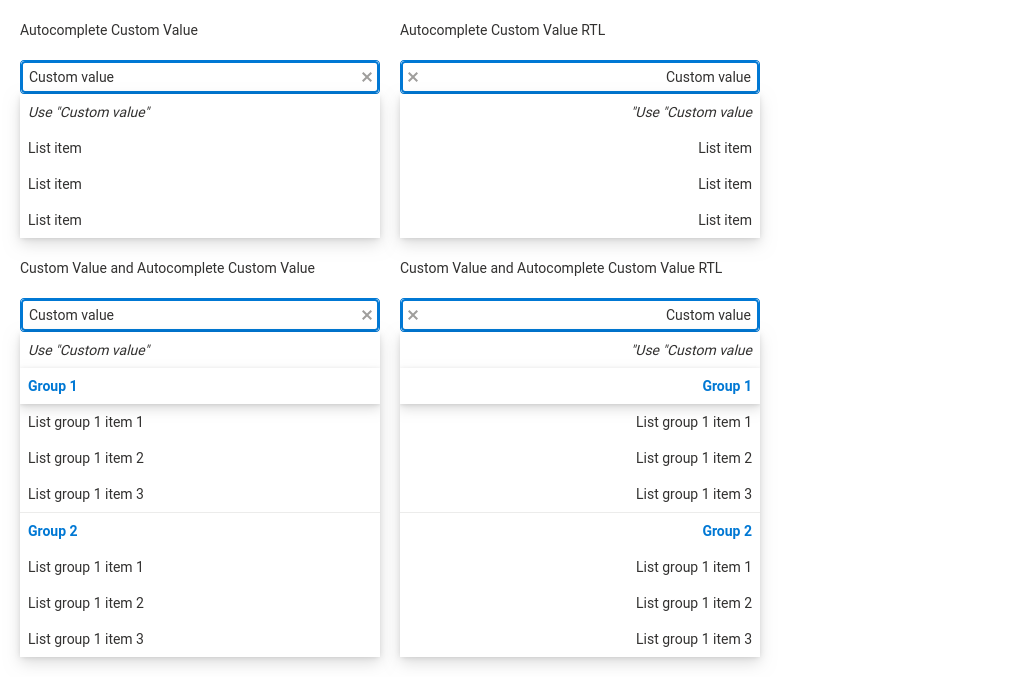 Autocomplete Custom Value
Custom value
Use "Custom value"
List item
List item
List item
Autocomplete Custom Value RTL
Custom value
"Use "Custom value
List item
List item
List item
Custom Value and Autocomplete Custom Value
Custom value
Use "Custom value"
Group 1
List group 1 item 1
List group 1 item 2
List group 1 item 3
Group 2
List group 1 item 1
List group 1 item 2
List group 1 item 3
Custom Value and Autocomplete Custom Value RTL
Custom value
"Use "Custom value
Group 1
List group 1 item 1
List group 1 item 2
List group 1 item 3
Group 2
List group 1 item 1
List group 1 item 2
List group 1 item 3